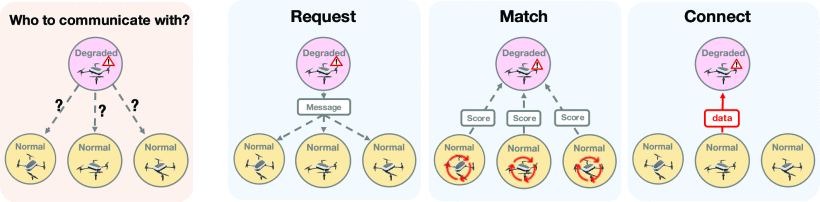 Who to communicate with?
Degraded
?
?
?
Normal
Normal
Normal
Request
Degraded
Message
Normal
Normal
Normal
Match
Degraded
Score
Score
Score
Normal
Normal
Normal
Connect
Degraded
data
Normal
Normal
Normal